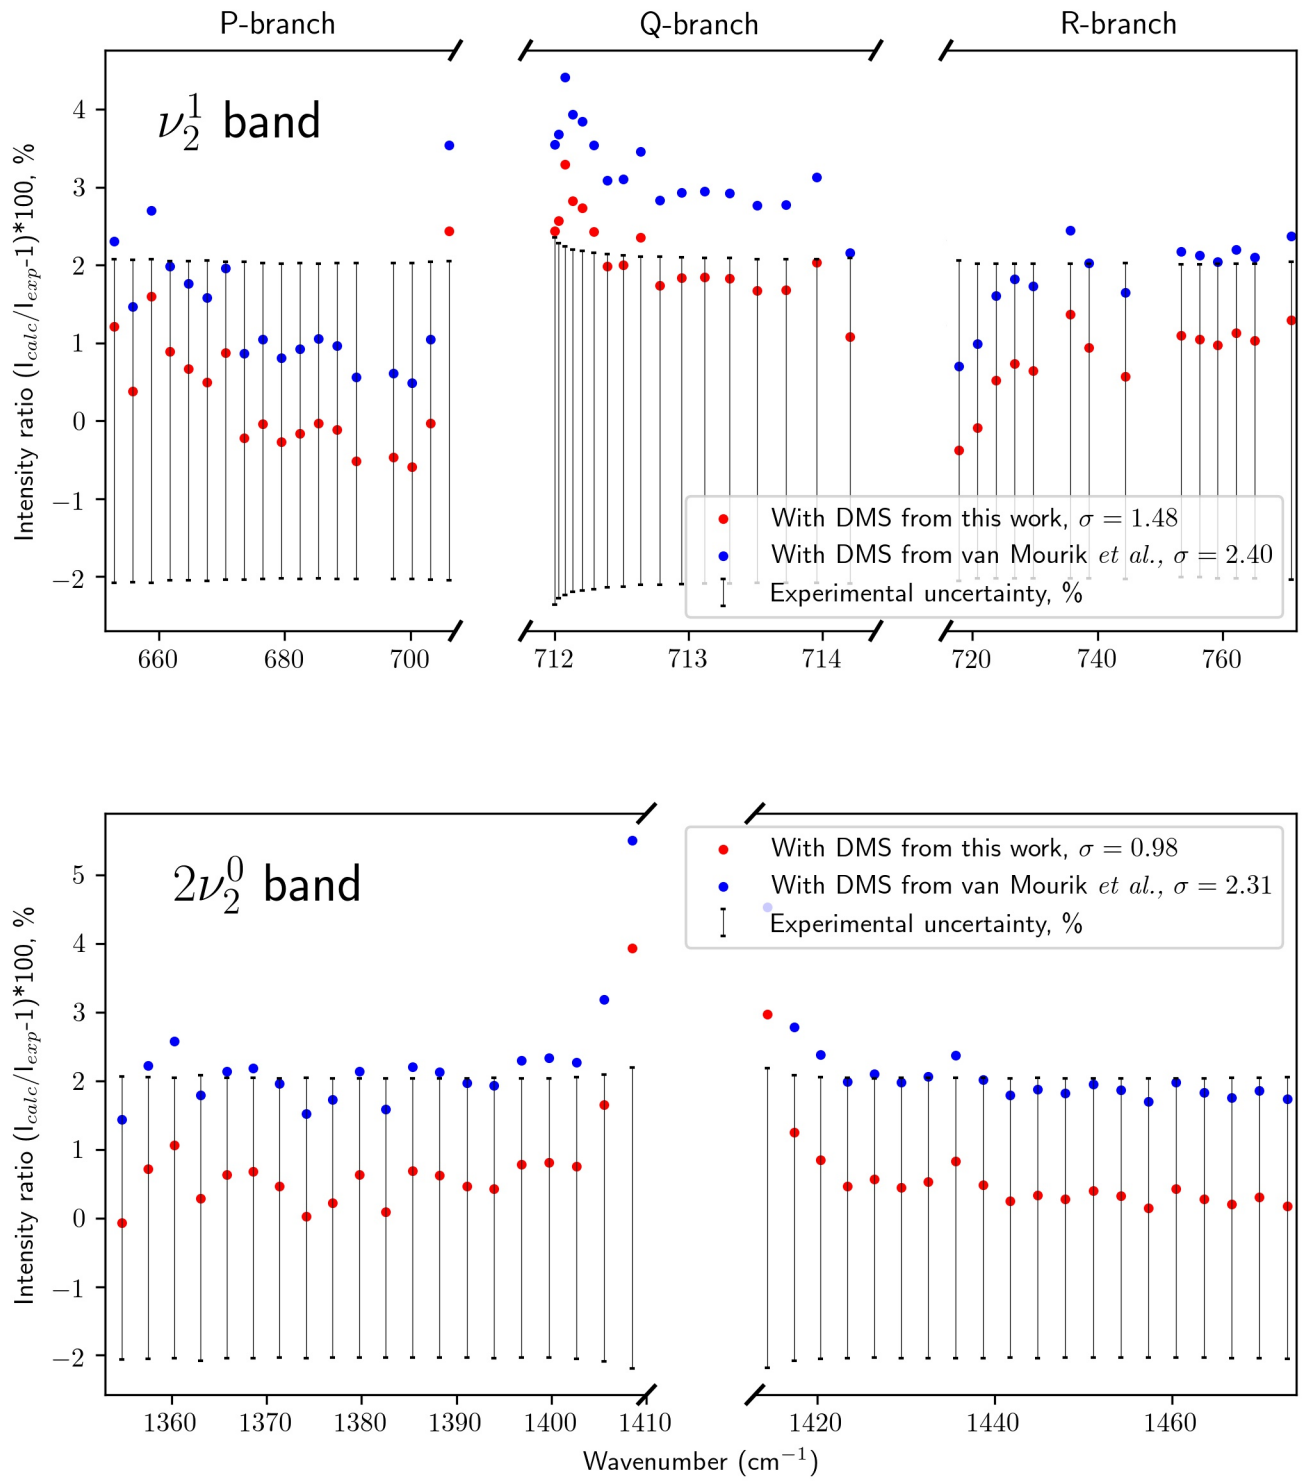 P-branch Q-branch R-branch
ν₂¹ band
Intensity ratio (I_calc/I_exp-1)*100, %
4
3
2
1
0
−1
−2
With DMS from this work, σ = 1.48
With DMS from van Mourik et al., σ = 2.40
Experimental uncertainty, %
660 680 700 712 713 714 720 740 760
2ν₂⁰ band
Intensity ratio (I_calc/I_exp-1)*100, %
5
4
3
2
1
0
−1
−2
With DMS from this work, σ = 0.98
With DMS from van Mourik et al., σ = 2.31
Experimental uncertainty, %
1360 1370 1380 1390 1400 1410 1420 1440 1460
Wavenumber (cm⁻¹)